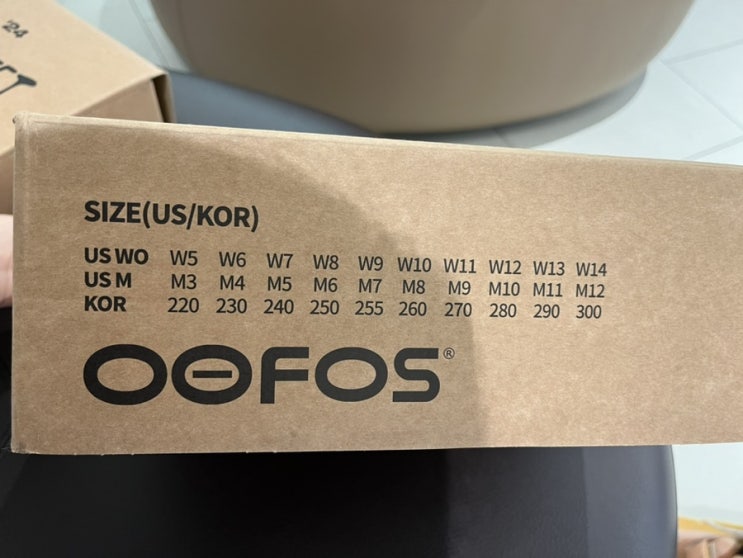 '24
SIZE(US/KOR)
US WO W5 W6 W7 W8 W9 W10 W11 W12 W13 W14
US M M3 M4 M5 M6 M7 M8 M9 M10 M11 M12
KOR 220 230 240 250 255 260 270 280 290 300
OOFOS®